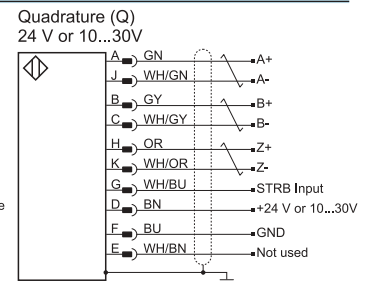 Quadrature (Q)
24 V or 10...30V
A GN A+
J WH/GN A-
B GY B+
C WH/GY B-
H OR Z+
K WH/OR Z-
G WH/BU STRB Input
e
D BN +24 V or 10...30V
F BU GND
E WH/BN Not used